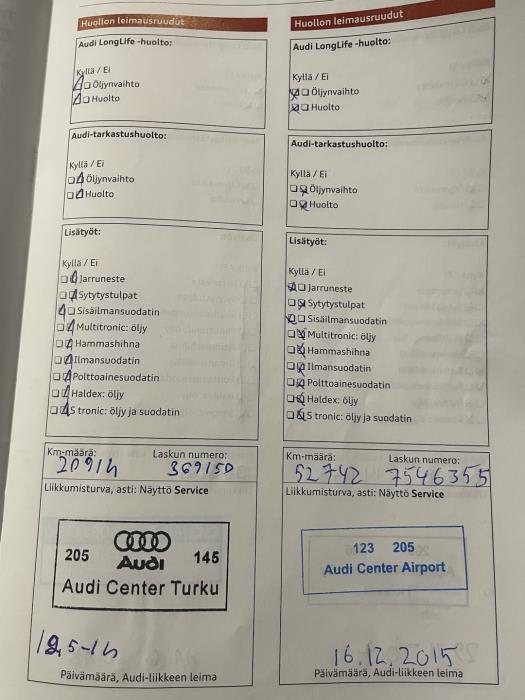 Huollon leimausruudut
Audi LongLife -huolto:
Kyllä / Ei
Öljynvaihto
Huolto
Audi-tarkastushuolto:
Kyllä / Ei
Öljynvaihto
Huolto
Lisätyöt:
Kyllä / Ei
Jarruneste
Sytytystulpat
Sisäilmansuodatin
Multitronic: öljy
Hammashihna
Ilmansuodatin
Polttoainesuodatin
Haldex: öljy
S tronic: öljy ja suodatin
Km-määrä: Laskun numero:
369150
Liikkumisturva, asti: Näyttö Service
205 Audi 145
Audi Center Turku
Päivämäärä, Audi-liikkeen leima
Huollon leimausruudut
Audi LongLife -huolto:
Kyllä / Ei
Öljynvaihto
Huolto
Audi-tarkastushuolto:
Kyllä / Ei
Öljynvaihto
Huolto
Lisätyöt:
Kyllä / Ei
Jarruneste
Sytytystulpat
Sisäilmansuodatin
Multitronic: öljy
Hammashihna
Ilmansuodatin
Polttoainesuodatin
Haldex: öljy
S tronic: öljy ja suodatin
Km-määrä: Laskun numero:
52742 7546355
Liikkumisturva, asti: Näyttö Service
123 205
Audi Center Airport
16.12.2015
Päivämäärä, Audi-liikkeen leima